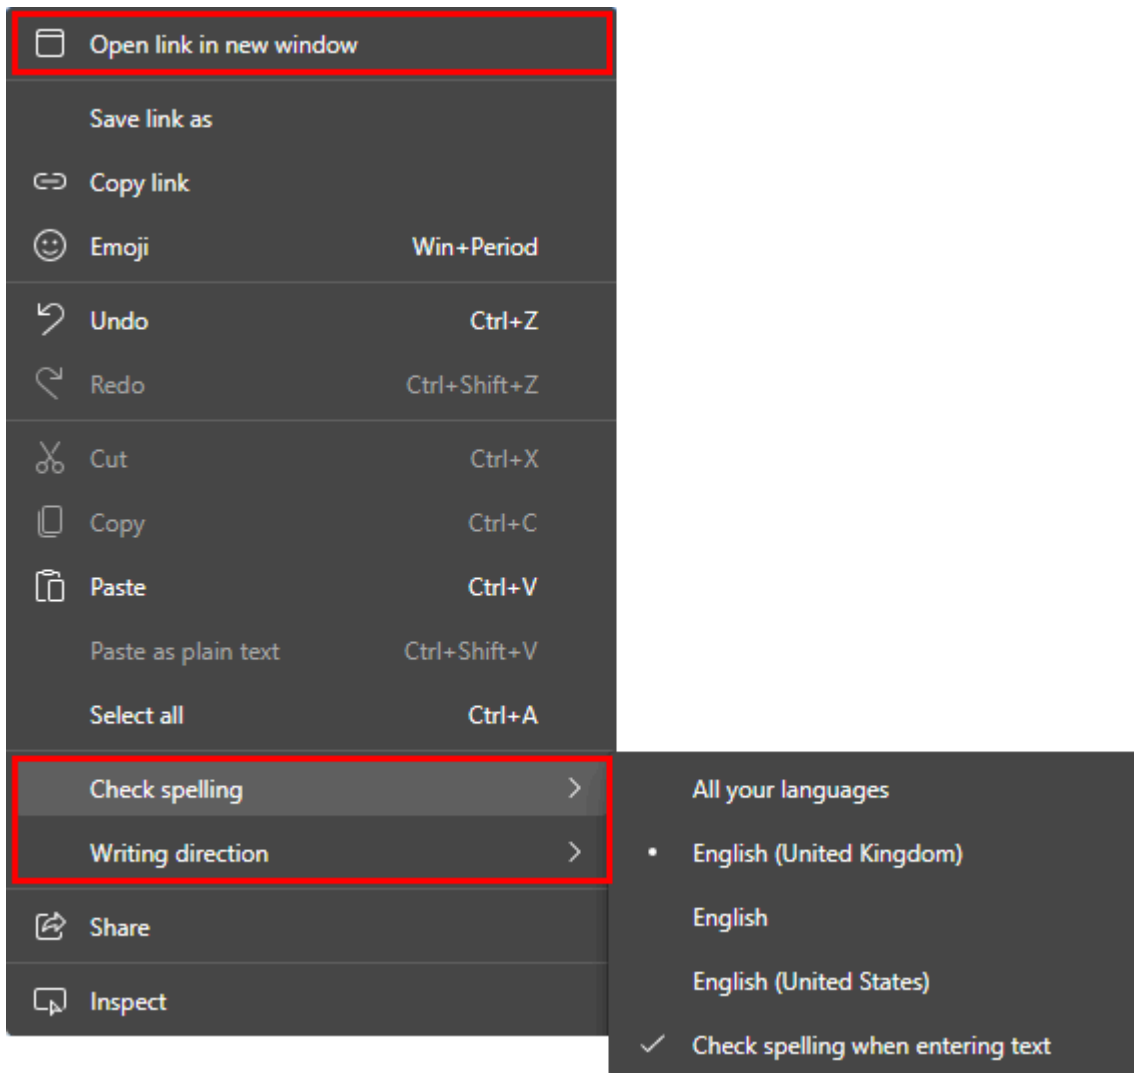 Open link in new window
Save link as
Copy link
Emoji Win+Period
Undo Ctrl+Z
Redo Ctrl+Shift+Z
Cut Ctrl+X
Copy Ctrl+C
Paste Ctrl+V
Paste as plain text Ctrl+Shift+V
Select all Ctrl+A
Check spelling
Writing direction
Share
Inspect
All your languages
English (United Kingdom)
English
English (United States)
Check spelling when entering text